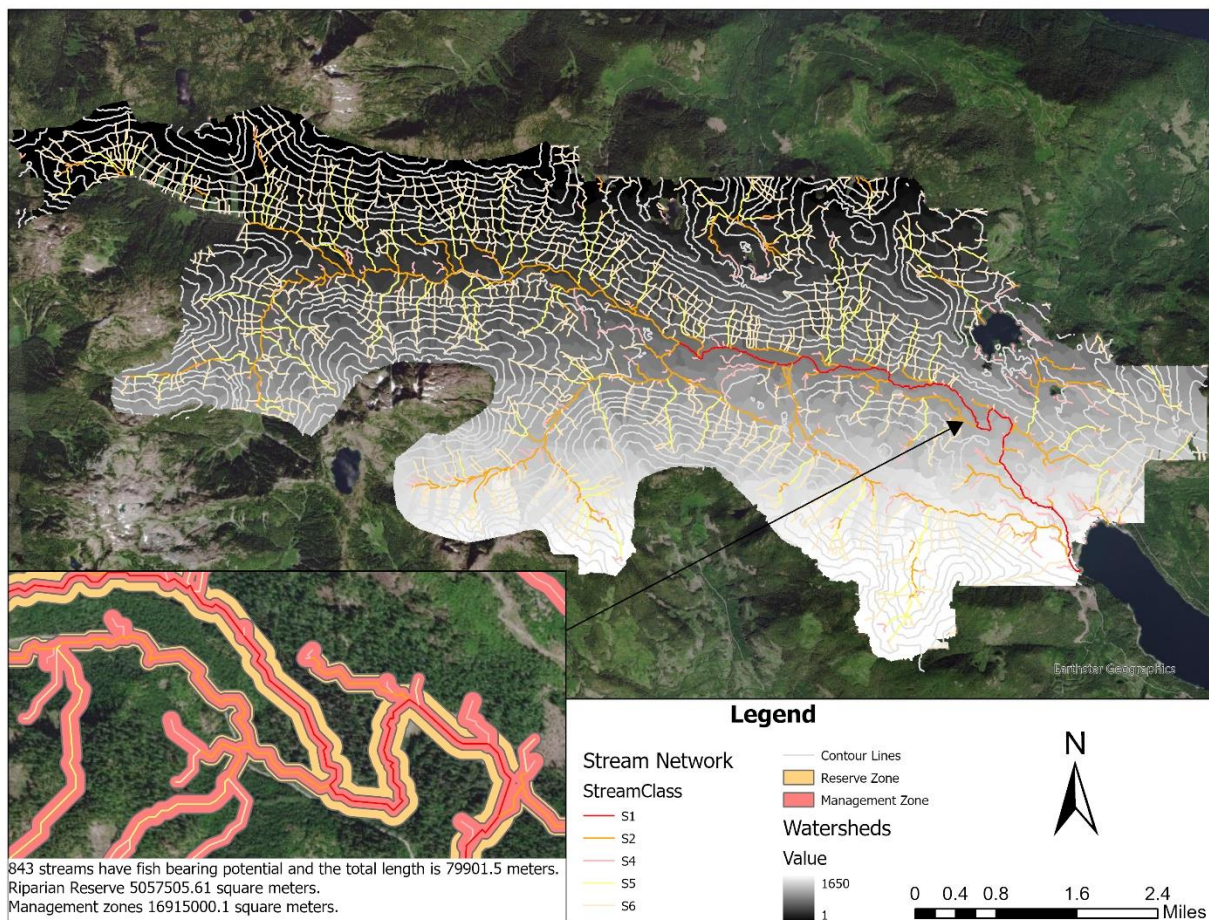 Earthstar Geographics
843 streams have fish bearing potential and the total length is 79901.5 meters.
Riparian Reserve 5057505.61 square meters.
Management zones 16915000.1 square meters.
Legend
Stream Network
StreamClass
S1
S2
S4
S5
S6
Contour Lines
Reserve Zone
Management Zone
Watersheds
Value
1650
1
N
0 0.4 0.8 1.6 2.4
Miles